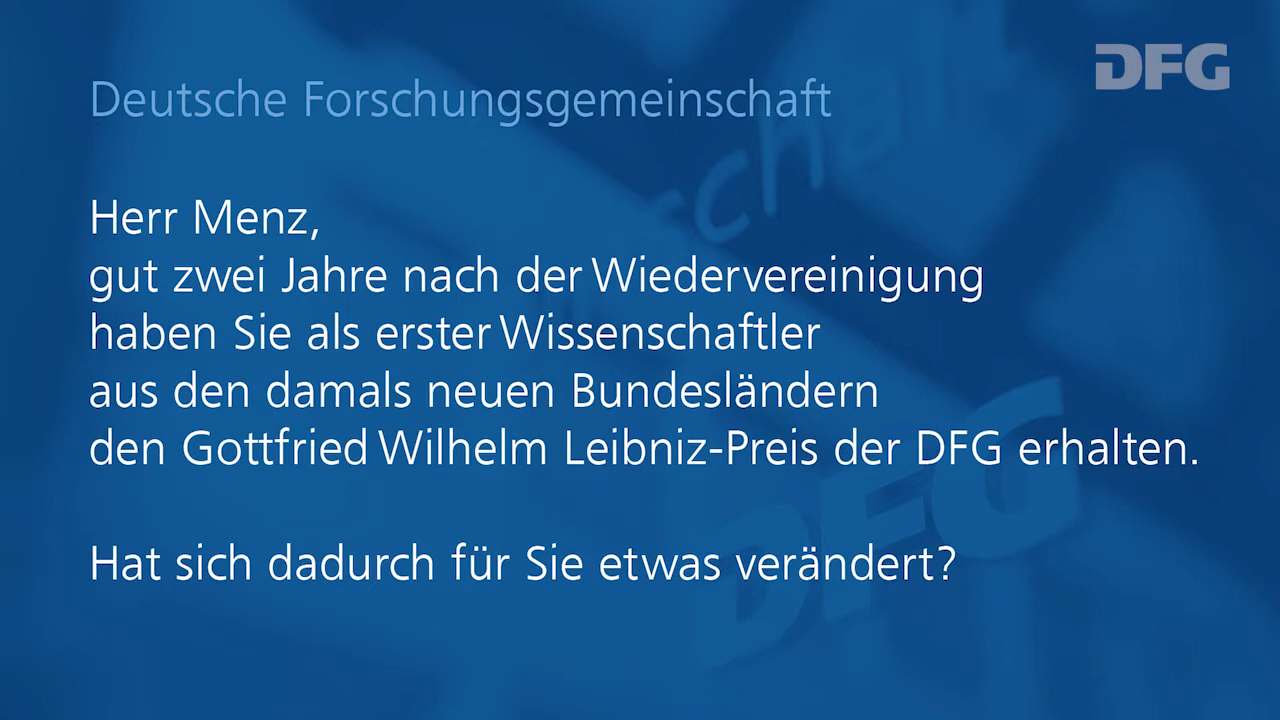 DFG
Deutsche Forschungsgemeinschaft
Herr Menz,
gut zwei Jahre nach der Wiedervereinigung
haben Sie als erster Wissenschaftler
aus den damals neuen Bundesländern
den Gottfried Wilhelm Leibniz-Preis der DFG erhalten.
Hat sich dadurch für Sie etwas verändert?
DFG